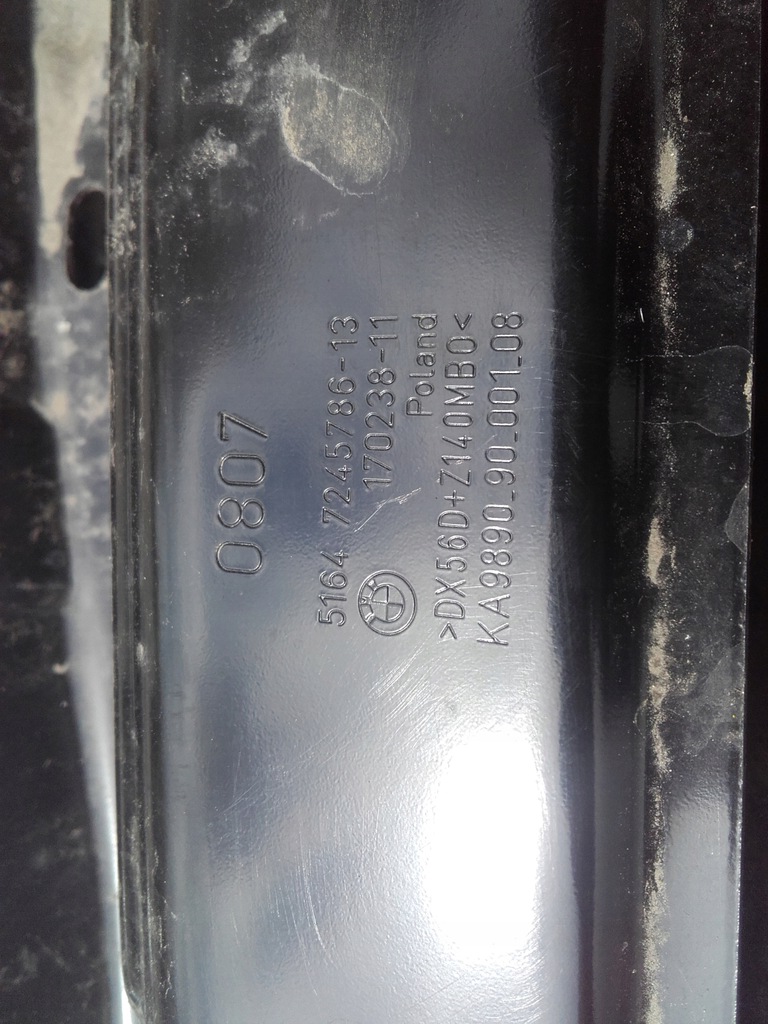 0807
5164 7245786-13
170238-11
Poland
>DX56D+Z140MBO<
KA9890_90_001_08